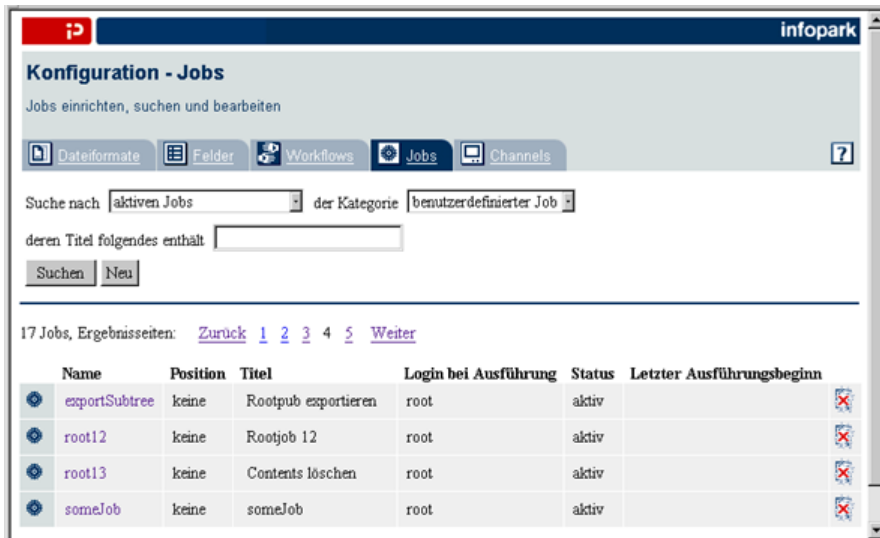 infopark
Konfiguration - Jobs
Jobs einrichten, suchen und bearbeiten
Dateiformate Felder Workflows Jobs Channels ?
Suche nach aktiven Jobs der Kategorie benutzerdefinierter Job
deren Titel folgendes enthält
Suchen Neu
17 Jobs, Ergebnisseiten: Zurück 1 2 3 4 5 Weiter
Name Position Titel Login bei Ausführung Status Letzter Ausführungsbeginn
exportSubtree keine Rootpub exportieren root aktiv
root12 keine Rootjob 12 root aktiv
root13 keine Contents löschen root aktiv
someJob keine someJob root aktiv